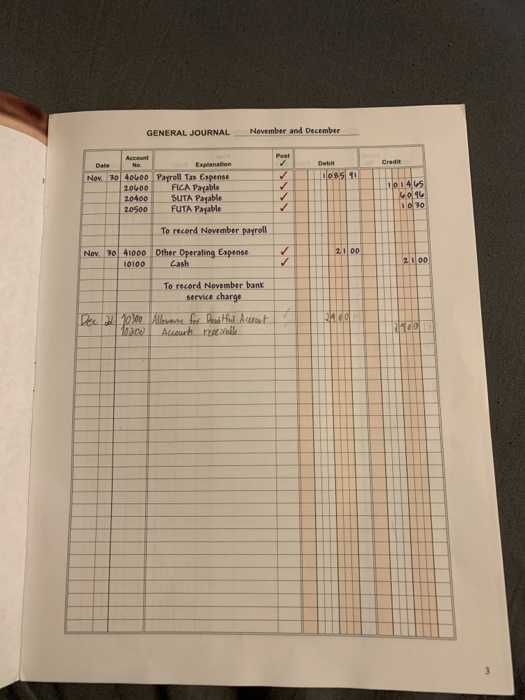 GENERAL JOURNAL November and December
Date Account No. Explanation Post ✓ Debit Credit
Nov. 30 40600 Payroll Tax Expense ✓ 1085 91
20600 FICA Payable ✓ 1014 65
20400 SUTA Payable ✓ 60 96
20500 FUTA Payable ✓ 10 30
To record November payroll
Nov. 30 41000 Other Operating Expense ✓ 21 00
10100 Cash ✓ 21 00
To record November bank
service charge
Dec 22 10300 Allowance for Doubtful Account ✓
10200 Accounts receivable
3